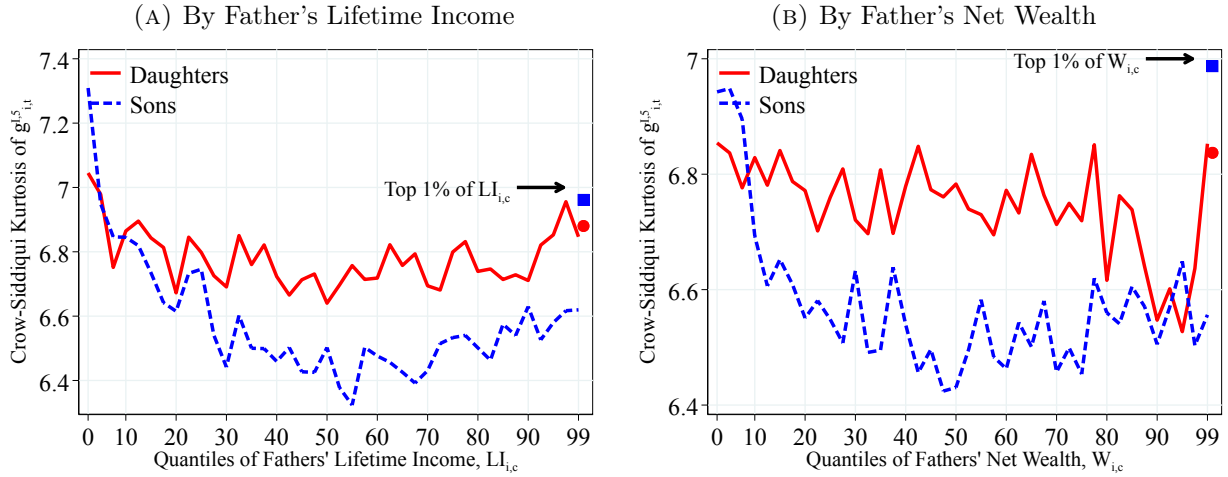 (A) By Father's Lifetime Income
Crow-Siddiqui Kurtosis of g^{I,5}_{i,t}
7.4
7.2
7
6.8
6.6
6.4
Daughters
Sons
Top 1% of LI_{i,c}
0 10 20 30 40 50 60 70 80 90 99
Quantiles of Fathers' Lifetime Income, LI_{i,c}
(B) By Father's Net Wealth
Crow-Siddiqui Kurtosis of g^{I,5}_{i,t}
7
6.8
6.6
6.4
Top 1% of W_{i,c}
Daughters
Sons
0 10 20 30 40 50 60 70 80 90 99
Quantiles of Fathers' Net Wealth, W_{i,c}